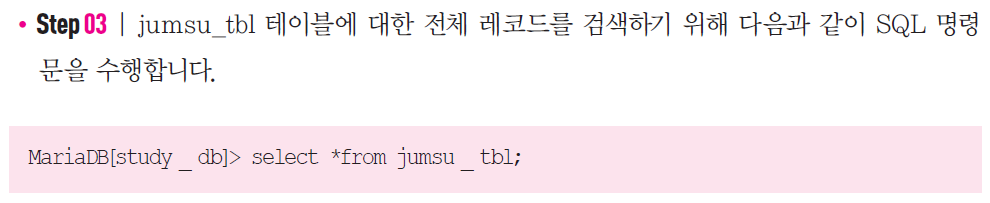 • Step 03 | jumsu_tbl 테이블에 대한 전체 레코드를 검색하기 위해 다음과 같이 SQL 명령
문을 수행합니다.
MariaDB[study _ db]> select *from jumsu _ tbl;